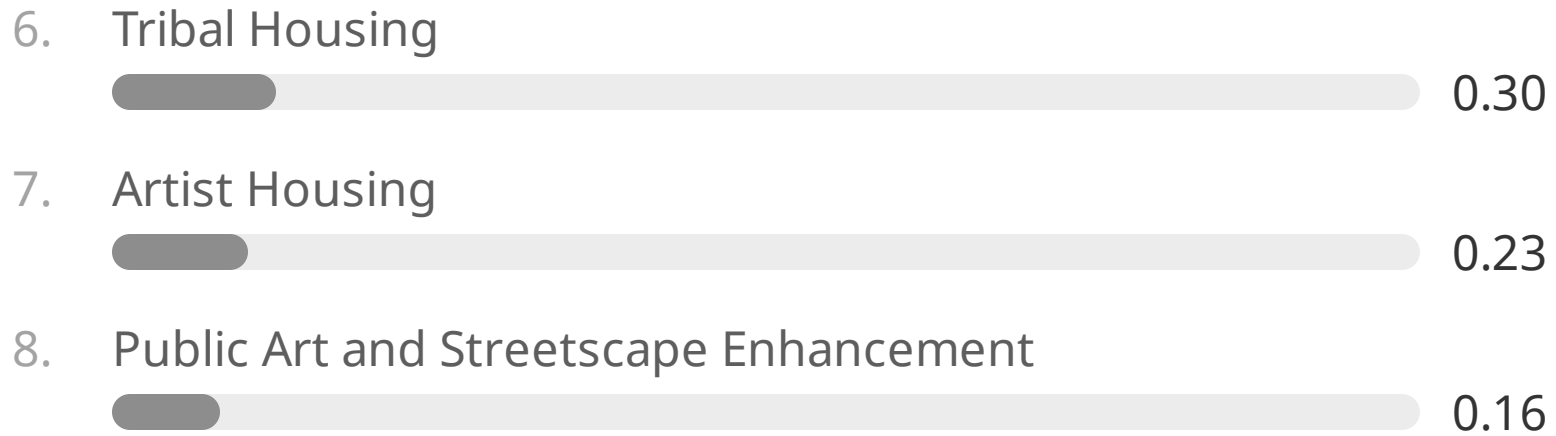 6. Tribal Housing
0.30
7. Artist Housing
0.23
8. Public Art and Streetscape Enhancement
0.16